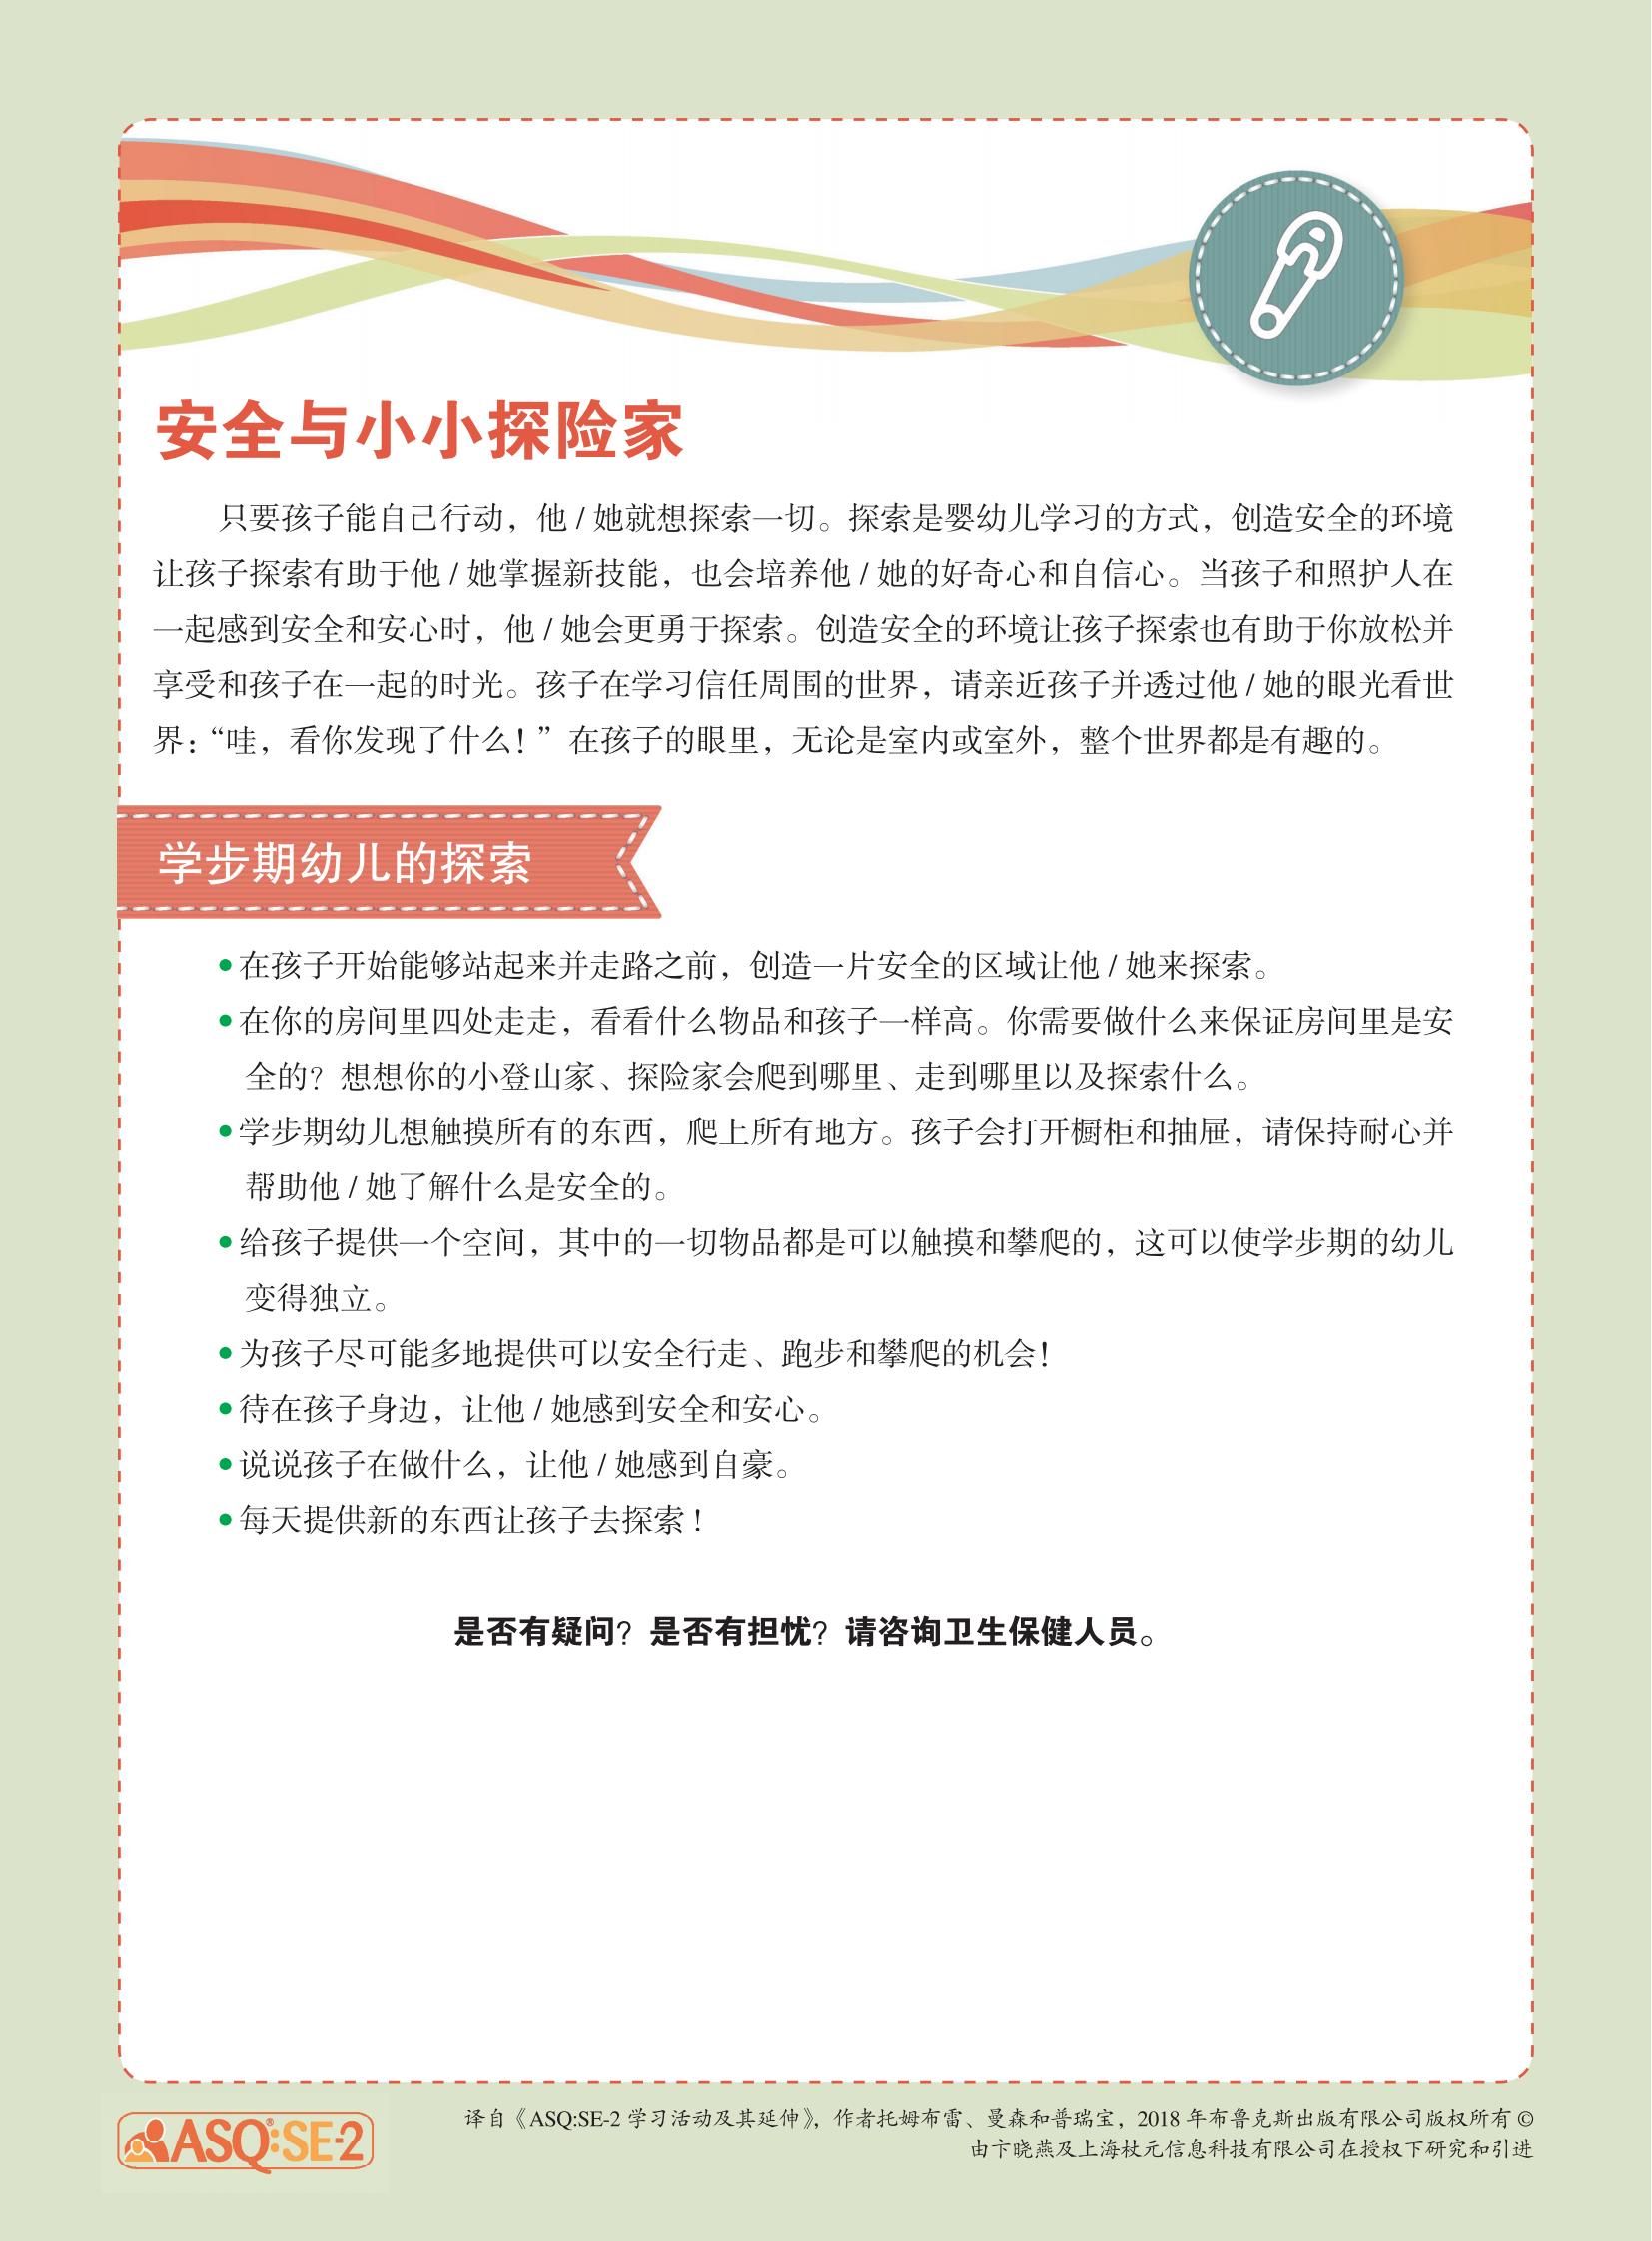 安全与小小探险家
只要孩子能自己行动，他 / 她就想探索一切。探索是婴幼儿学习的方式，创造安全的环境
让孩子探索有助于他 / 她掌握新技能，也会培养他 / 她的好奇心和自信心。当孩子和照护人在
一起感到安全和安心时，他 / 她会更勇于探索。创造安全的环境让孩子探索也有助于你放松并
享受和孩子在一起的时光。孩子在学习信任周围的世界，请亲近孩子并透过他 / 她的眼光看世
界：“哇，看你发现了什么！”在孩子的眼里，无论是室内或室外，整个世界都是有趣的。
学步期幼儿的探索
●在孩子开始能够站起来并走路之前，创造一片安全的区域让他 / 她来探索。
●在你的房间里四处走走，看看什么物品和孩子一样高。你需要做什么来保证房间里是安
全的？想想你的小登山家、探险家会爬到哪里、走到哪里以及探索什么。
●学步期幼儿想触摸所有的东西，爬上所有地方。孩子会打开橱柜和抽屉，请保持耐心并
帮助他 / 她了解什么是安全的。
●给孩子提供一个空间，其中的一切物品都是可以触摸和攀爬的，这可以使学步期的幼儿
变得独立。
●为孩子尽可能多地提供可以安全行走、跑步和攀爬的机会！
●待在孩子身边，让他 / 她感到安全和安心。
●说说孩子在做什么，让他 / 她感到自豪。
●每天提供新的东西让孩子去探索！
是否有疑问？是否有担忧？请咨询卫生保健人员。
ASQ®:SE-2
译自《ASQ:SE-2 学习活动及其延伸》，作者托姆布雷、曼森和普瑞宝，2018 年布鲁克斯出版有限公司版权所有 ©
由卞晓燕及上海杖元信息科技有限公司在授权下研究和引进